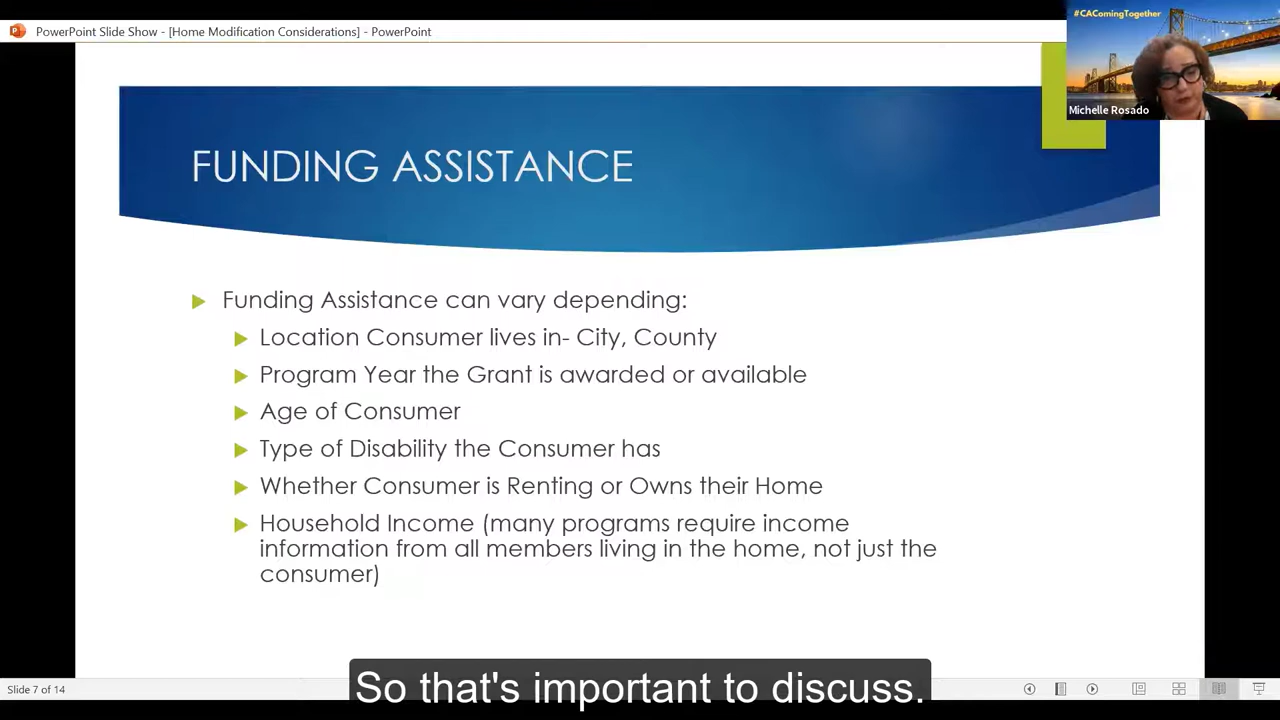 PowerPoint Slide Show - [Home Modification Considerations] - PowerPoint
#CAComingTogether
Michelle Rosado
FUNDING ASSISTANCE
Funding Assistance can vary depending:
Location Consumer lives in- City, County
Program Year the Grant is awarded or available
Age of Consumer
Type of Disability the Consumer has
Whether Consumer is Renting or Owns their Home
Household Income (many programs require income
information from all members living in the home, not just the
consumer)
So that's important to discuss.
Slide 7 of 14